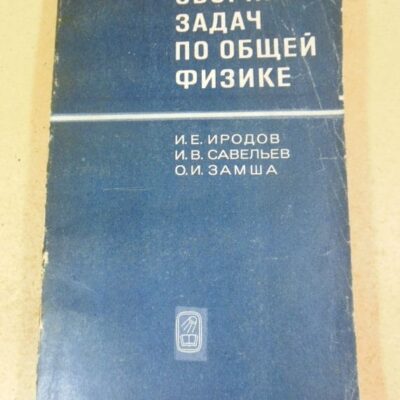 ЗАДАЧ
ПО ОБЩЕЙ
ФИЗИКЕ
И. Е. ИРОДОВ
И. В. САВЕЛЬЕВ
О. И. ЗАМША